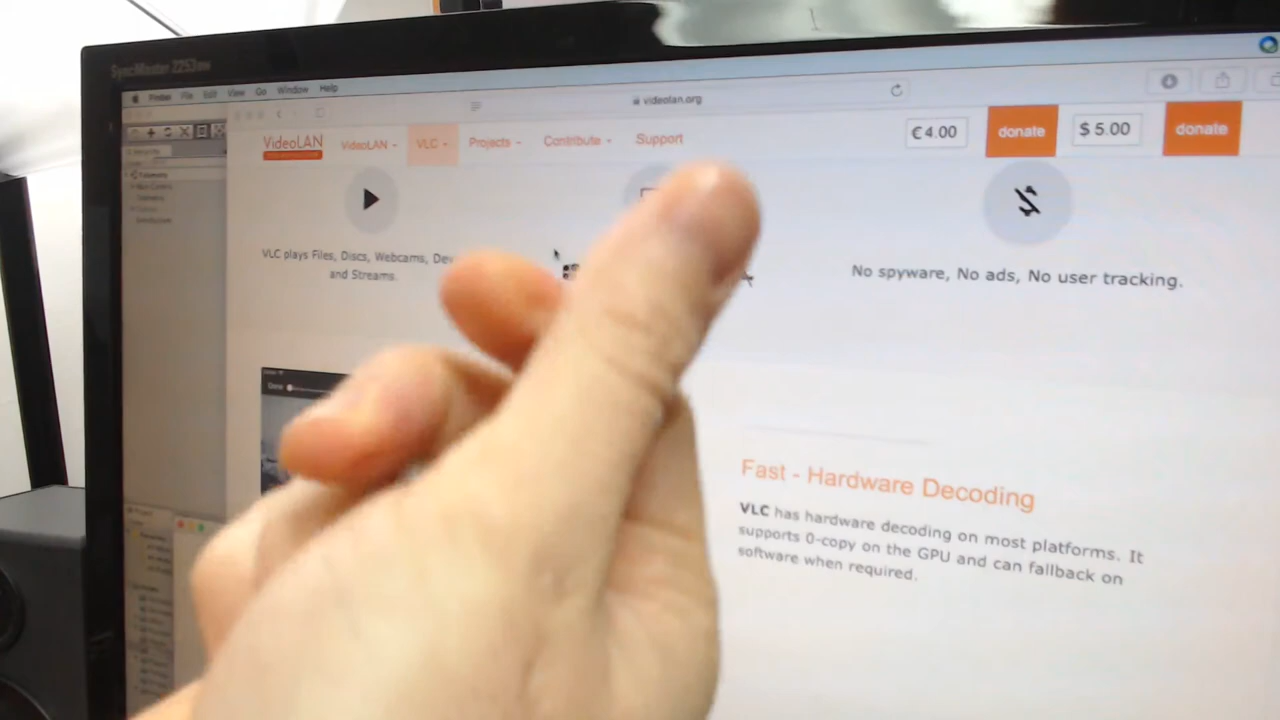 SyncMaster 2253BW
Finder File Edit View Go Window Help
videolan.org
VideoLAN
VideoLAN VLC Projects Contribute Support
€ 4.00 donate $ 5.00 donate
VLC plays Files, Discs, Webcams,
and Streams.
No spyware, No ads, No user tracking.
Done
Fast - Hardware Decoding
VLC has hardware decoding on most platforms. It
supports 0-copy on the GPU and can fallback on
software when required.